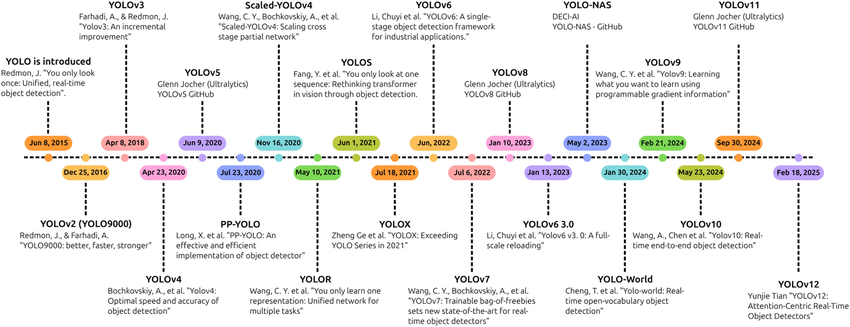 YOLO is introduced
Redmon, J. "You only look
once: Unified, real-time
object detection".
YOLOv3
Farhadi, A., & Redmon, J.
"Yolov3: An incremental
improvement"
YOLOv5
Glenn Jocher (Ultralytics)
YOLOv5 GitHub
Scaled-YOLOv4
Wang, C. Y., Bochkovskiy, A., et al.
"Scaled-YOLOv4: Scaling cross
stage partial network"
YOLOS
Fang, Y. et al. "You only look at one
sequence: Rethinking transformer
in vision through object detection.
YOLOv6
Li, Chuyi et al. "YOLOv6: A single-
stage object detection framework
for industrial applications."
YOLOv8
Glenn Jocher (Ultralytics)
YOLOv8 GitHub
YOLO-NAS
DECI-AI
YOLO-NAS - GitHub
YOLOv9
Wang, C. Y. et al. "Yolov9: Learning
what you want to learn using
programmable gradient information"
YOLOv11
Glenn Jocher (Ultralytics)
YOLOv11 GitHub
Jun 8, 2015
Apr 8, 2018
Jun 9, 2020
Nov 16, 2020
Jun 1, 2021
Jun, 2022
Jan 10, 2023
May 2, 2023
Feb 21, 2024
Sep 30, 2024
Dec 25, 2016
Apr 23, 2020
Jul 23, 2020
May 10, 2021
Jul 18, 2021
Jul 6, 2022
Jan 13, 2023
Jan 30, 2024
May 23, 2024
Feb 18, 2025
YOLOv2 (YOLO9000)
Redmon, J., & Farhadi, A.
"YOLO9000: better, faster, stronger"
YOLOv4
Bochkovskiy, A., et al. "Yolov4:
Optimal speed and accuracy of
object detection"
PP-YOLO
Long, X. et al. "PP-YOLO: An
effective and efficient
implementation of object detector"
YOLOR
Wang, C. Y. et al. "You only learn one
representation: Unified network for
multiple tasks"
YOLOX
Zheng Ge et al. "YOLOX: Exceeding
YOLO Series in 2021"
YOLOv7
Wang, C. Y., Bochkovskiy, A., et al.
"YOLOv7: Trainable bag-of-freebies
sets new state-of-the-art for real-
time object detectors"
YOLOv6 3.0
Li, Chuyi et al. "Yolov6 v3. 0: A full-
scale reloading"
YOLO-World
Cheng, T. et al. "Yolo-world: Real-
time open-vocabulary object
detection"
YOLOv10
Wang, A., Chen et al. "Yolov10: Real-
time end-to-end object detection"
YOLOv12
Yunjie Tian "YOLOv12:
Attention-Centric Real-Time
Object Detectors"